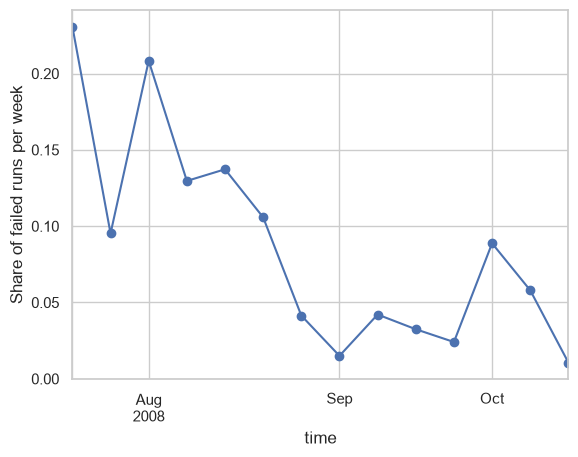 Share of failed runs per week
0.20
0.15
0.10
0.05
0.00
Aug
2008
Sep
Oct
time